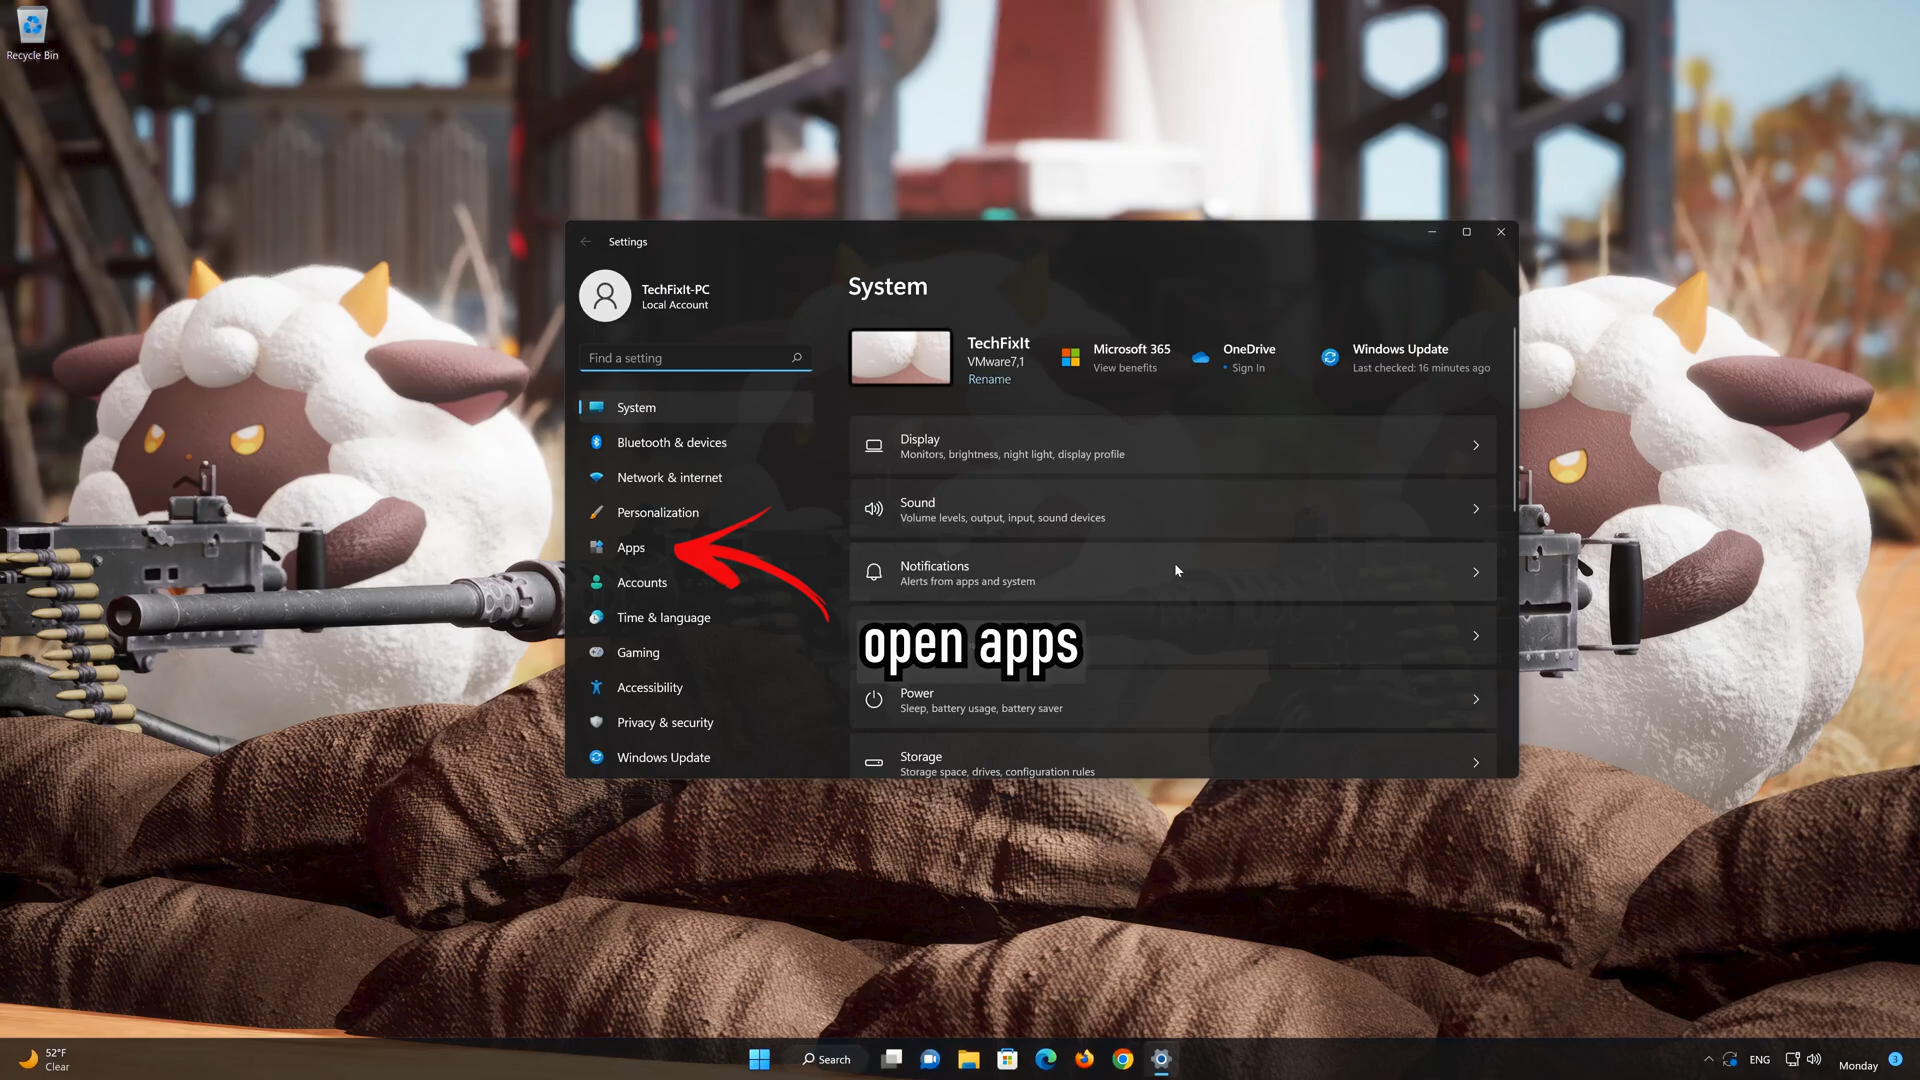 Recycle Bin
Settings
TechFixIt-PC
Local Account
Find a setting
System
Bluetooth & devices
Network & internet
Personalization
Apps
Accounts
Time & language
Gaming
Accessibility
Privacy & security
Windows Update
System
TechFixIt
VMware7,1
Rename
Microsoft 365
View benefits
OneDrive
Sign In
Windows Update
Last checked: 16 minutes ago
Display
Monitors, brightness, night light, display profile
Sound
Volume levels, output, input, sound devices
Notifications
Alerts from apps and system
open apps
Power
Sleep, battery usage, battery saver
Storage
Storage space, drives, configuration rules
52°F
Clear
Search
ENG
Monday
3